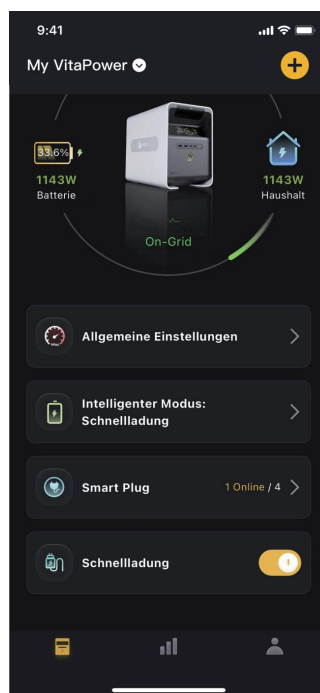 9:41
My VitaPower
33.6%
1143W
Batterie
1143W
Haushalt
On-Grid
Allgemeine Einstellungen
Intelligenter Modus:
Schnellladung
Smart Plug
1 Online / 4
Schnellladung